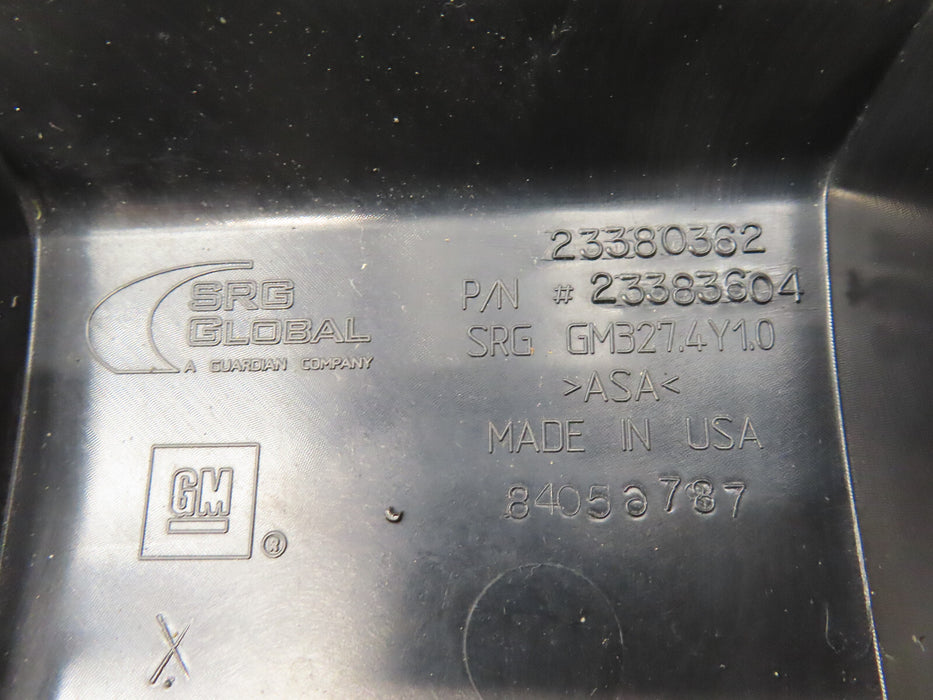 23380362
P/N # 23383604
SRG GLOBAL
A GUARDIAN COMPANY
SRG GM327.4Y1.0
>ASA<
MADE IN USA
GM
®
X